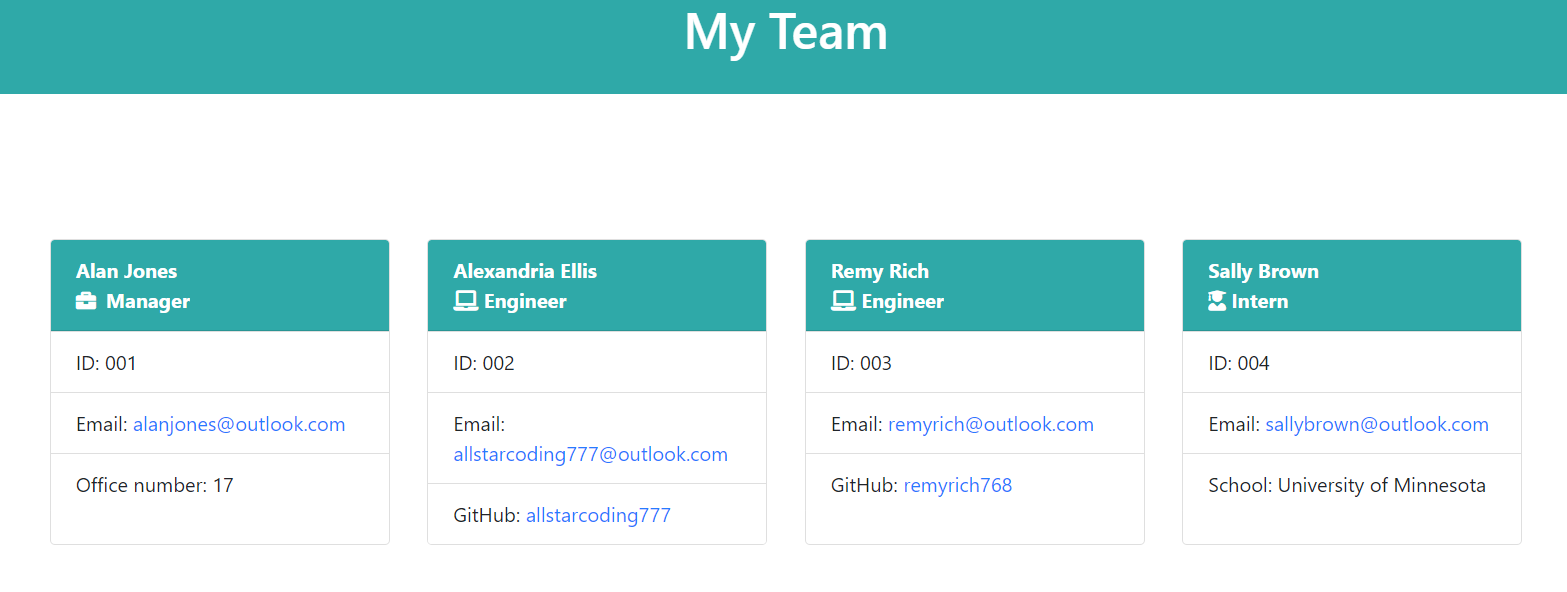 My Team
Alan Jones
Manager
ID: 001
Email: alanjones@outlook.com
Office number: 17
Alexandria Ellis
Engineer
ID: 002
Email:
allstarcoding777@outlook.com
GitHub: allstarcoding777
Remy Rich
Engineer
ID: 003
Email: remyrich@outlook.com
GitHub: remyrich768
Sally Brown
Intern
ID: 004
Email: sallybrown@outlook.com
School: University of Minnesota